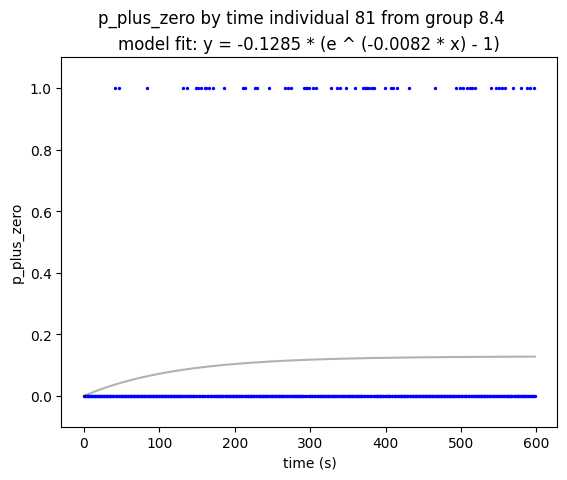 p_plus_zero by time individual 81 from group 8.4
model fit: y = -0.1285 * (e ^ (-0.0082 * x) - 1)
1.0
0.8
0.6
0.4
0.2
0.0
p_plus_zero
0 100 200 300 400 500 600
time (s)